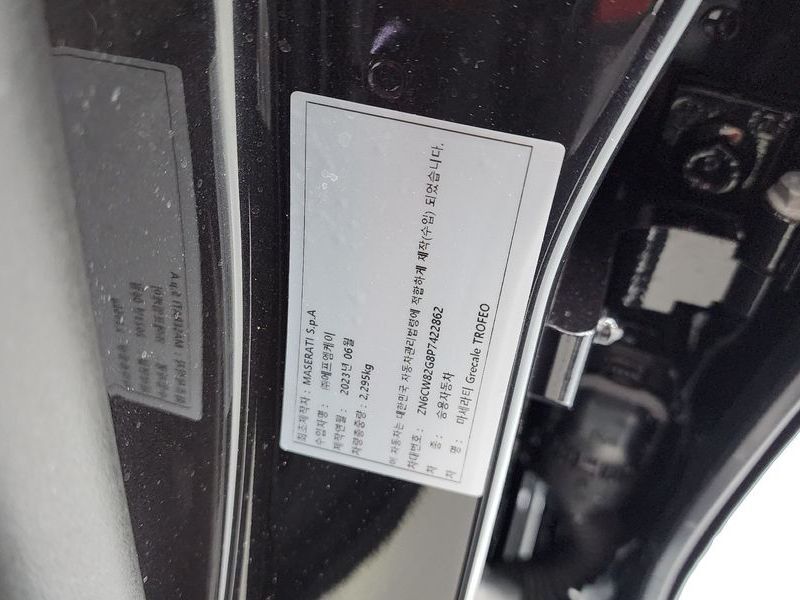 최초제작자 : MASERATI S.p.A
수입자명 : ㈜에프엠케이
제작연월 : 2023년 06월
차량총중량 : 2,295kg
이 자동차는 대한민국 자동차관리법령에 적합하게 제작(수입) 되었습니다.
차대번호 : ZN6CW82G8P7422862
차 종 : 승용자동차
차 명 : 마세라티 Grecale TROFEO